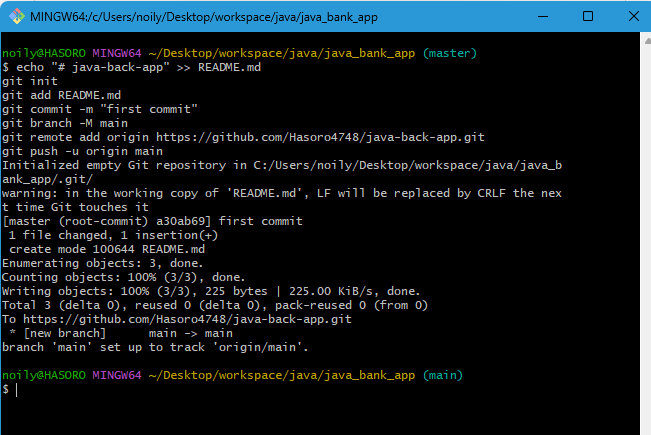 MINGW64:/c/Users/noily/Desktop/workspace/java/java_bank_app
noily@HASORO MINGW64 ~/Desktop/workspace/java/java_bank_app (master)
$ echo "# java-back-app" >> README.md
git init
git add README.md
git commit -m "first commit"
git branch -M main
git remote add origin https://github.com/Hasoro4748/java-back-app.git
git push -u origin main
Initialized empty Git repository in C:/Users/noily/Desktop/workspace/java/java_b
ank_app/.git/
warning: in the working copy of 'README.md', LF will be replaced by CRLF the nex
t time Git touches it
[master (root-commit) a30ab69] first commit
 1 file changed, 1 insertion(+)
 create mode 100644 README.md
Enumerating objects: 3, done.
Counting objects: 100% (3/3), done.
Writing objects: 100% (3/3), 225 bytes | 225.00 KiB/s, done.
Total 3 (delta 0), reused 0 (delta 0), pack-reused 0 (from 0)
To https://github.com/Hasoro4748/java-back-app.git
 * [new branch]      main -> main
branch 'main' set up to track 'origin/main'.
noily@HASORO MINGW64 ~/Desktop/workspace/java/java_bank_app (main)
$